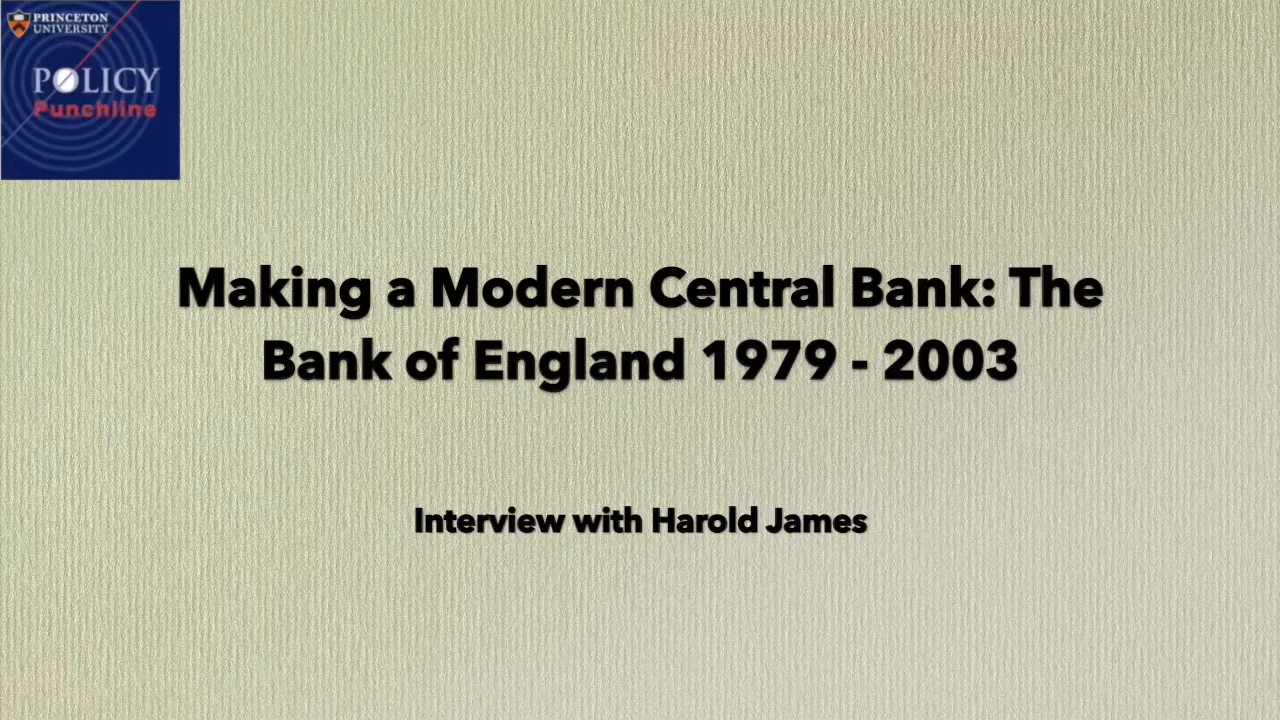 PRINCETON
UNIVERSITY
POLICY
Punchline
Making a Modern Central Bank: The
Bank of England 1979 - 2003
Interview with Harold James